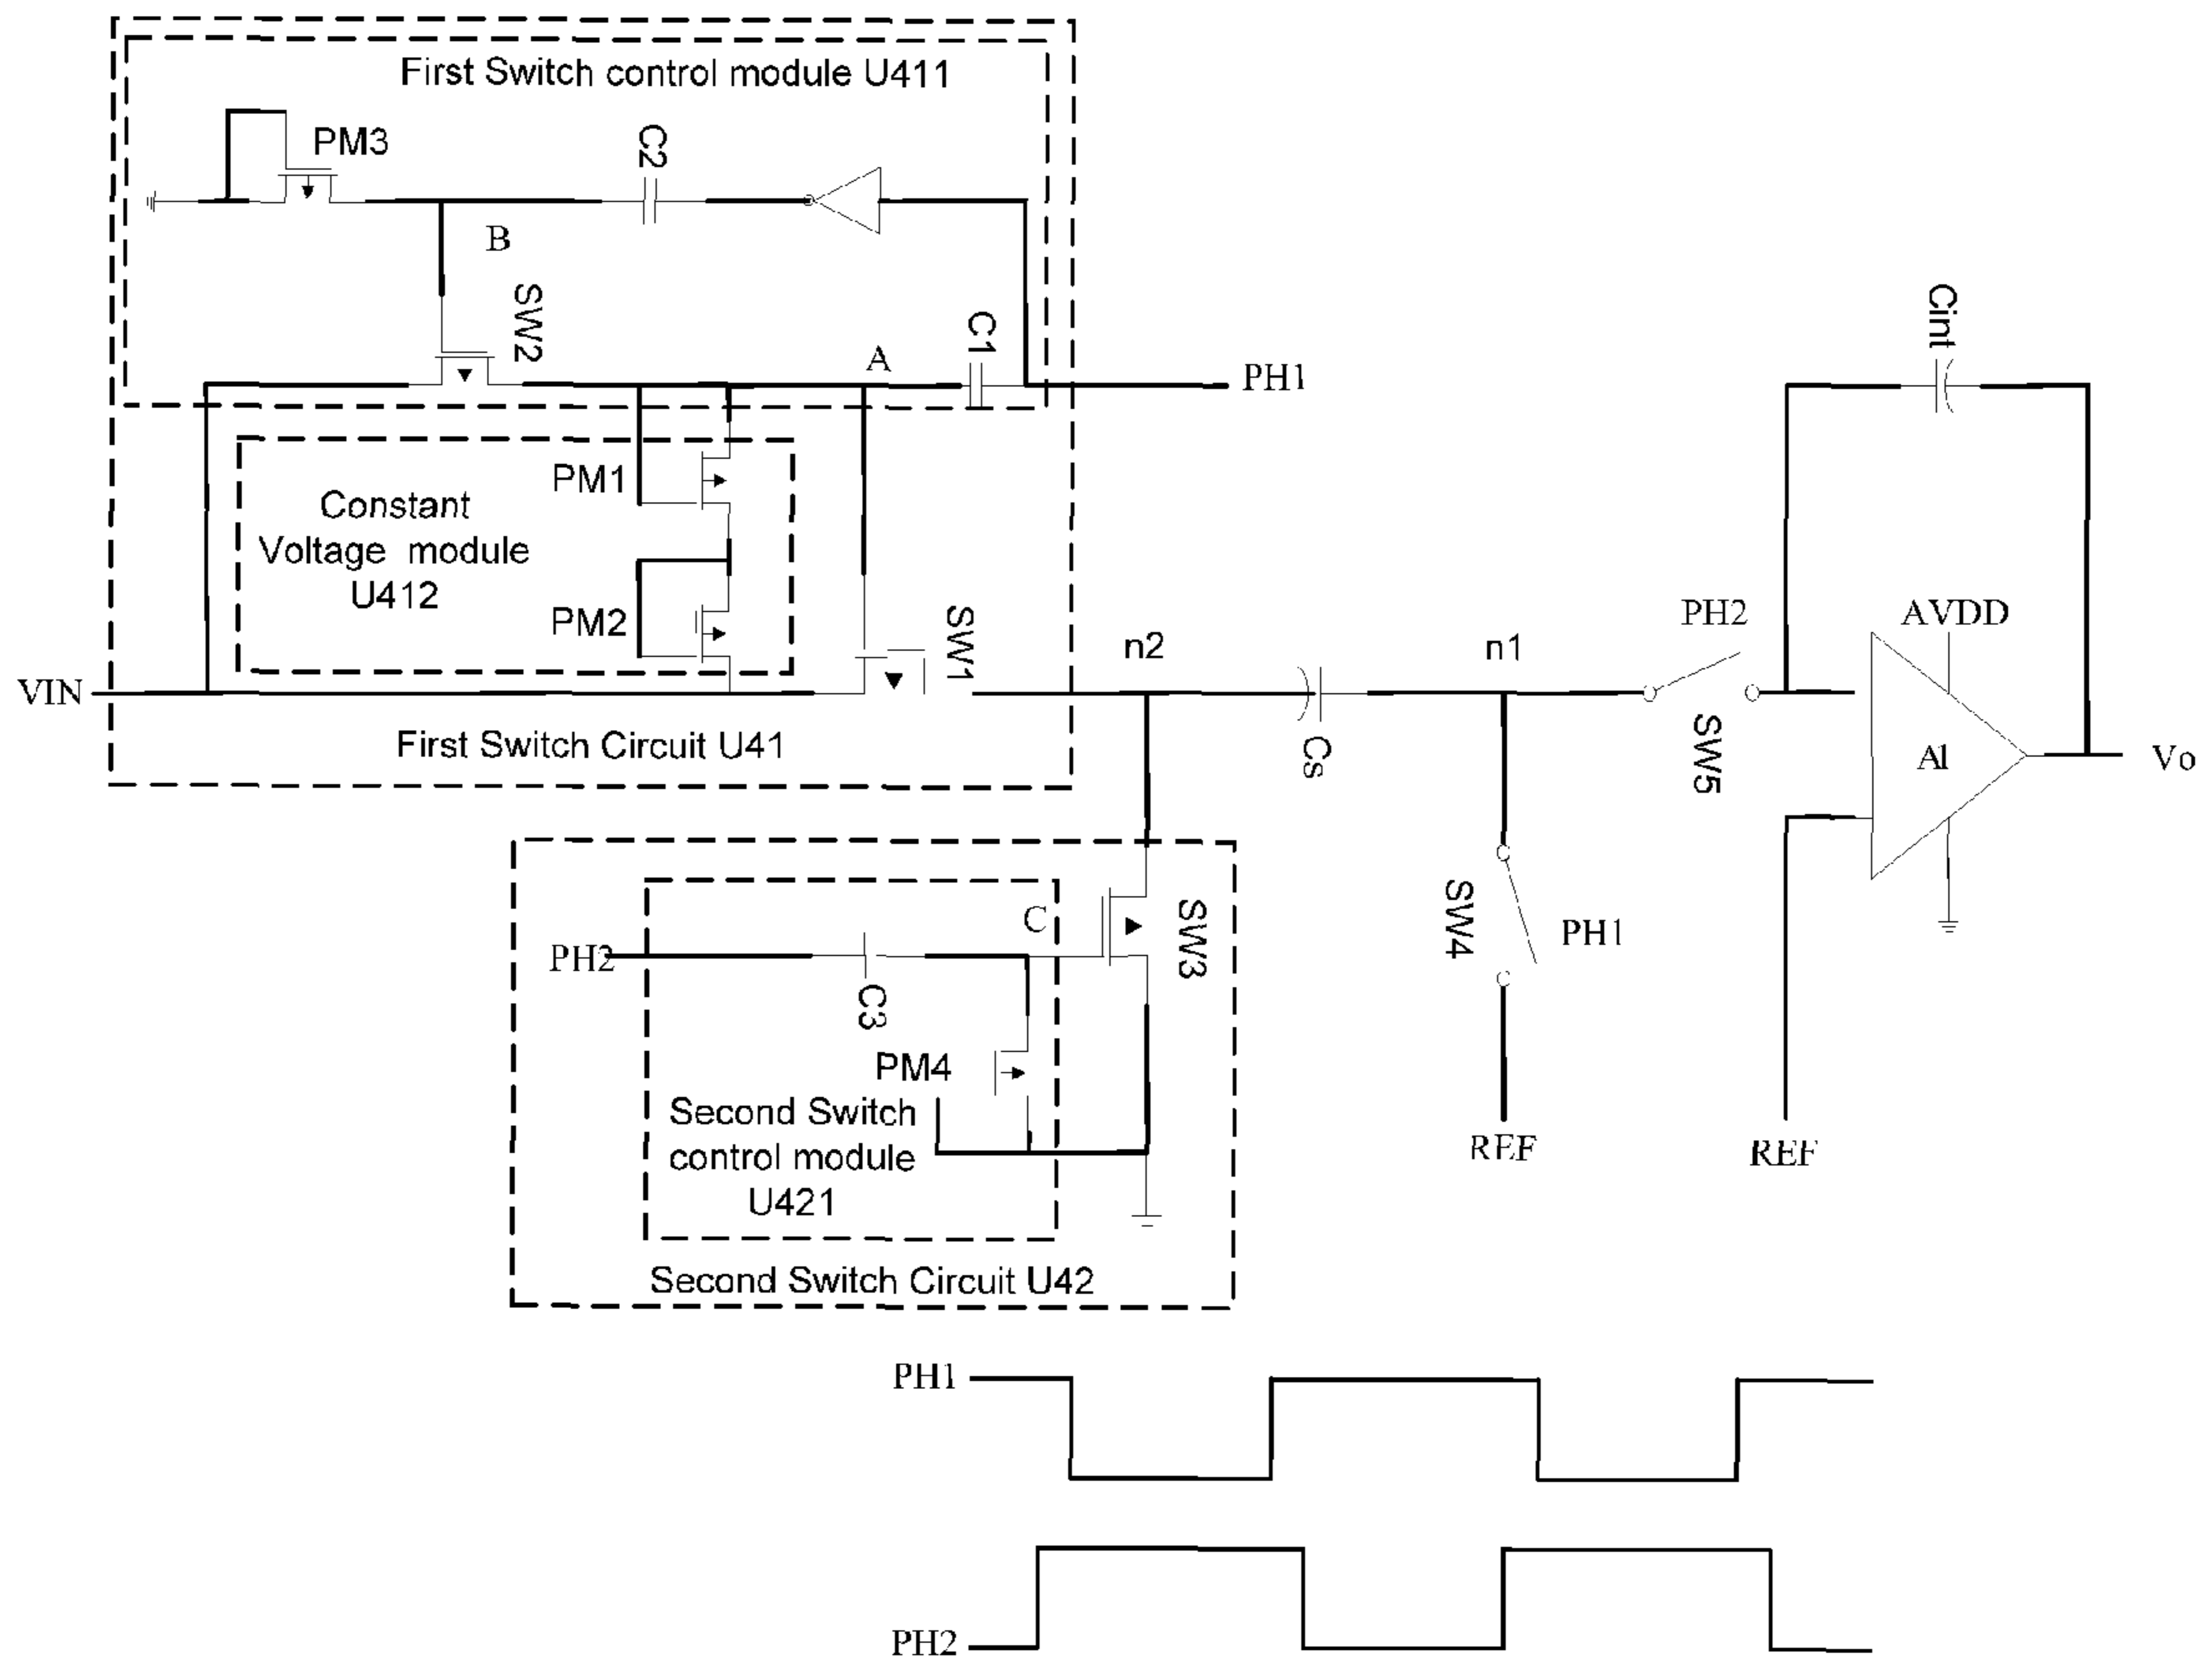 First Switch control module U411
PM3
C2
B
SW2
A
C1
PH1
Cint
PM1
Constant
Voltage module
U412
PM2
SW1
n2
n1
PH2
AVDD
VIN
First Switch Circuit U41
Cs
SW5
A1
Vo
C
SW3
SW4
PH1
PH2
C3
PM4
Second Switch
control module
U421
REF
REF
Second Switch Circuit U42
PH1
PH2